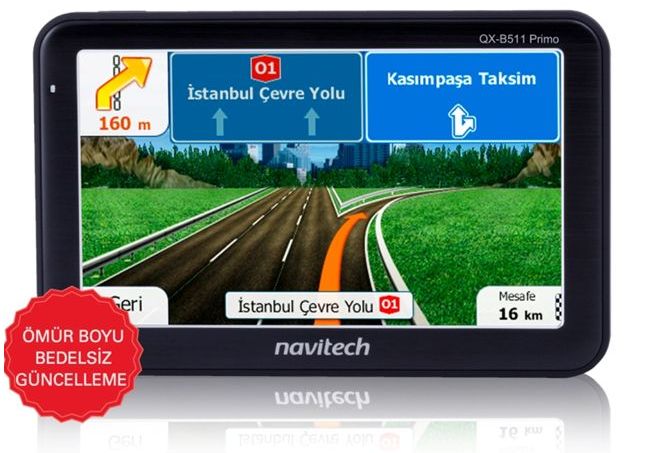 QX-B511 Primo
160 m
01
İstanbul Çevre Yolu
Kasımpaşa Taksim
Geri
İstanbul Çevre Yolu 01
Mesafe
16 km
navitech
ÖMÜR BOYU
BEDELSİZ
GÜNCELLEME